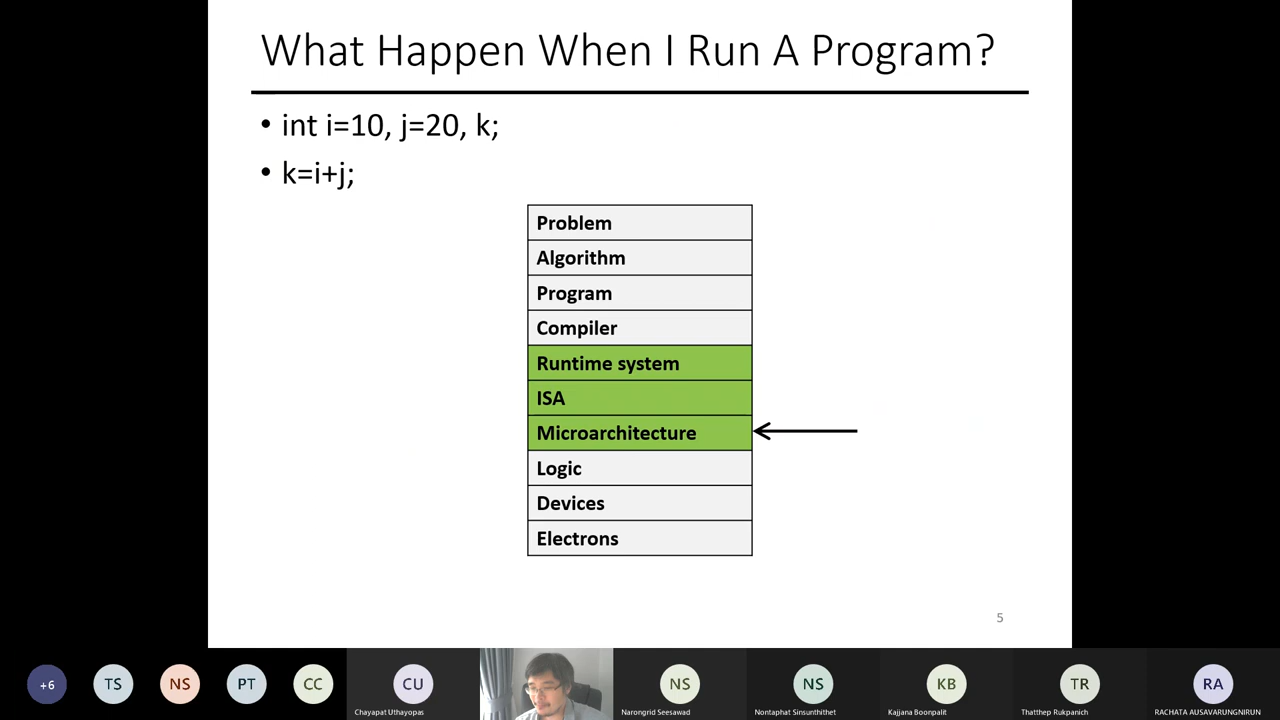 What Happen When I Run A Program?
• int i=10, j=20, k;
• k=i+j;
Problem
Algorithm
Program
Compiler
Runtime system
ISA
Microarchitecture
Logic
Devices
Electrons
5
+6
TS
NS
PT
CC
CU
NS
NS
KB
TR
RA
Chayapat Uthayopas
Narongrid Seesawad
Nontaphat Sinsunthithet
Kajjana Boonpalit
Thatthep Rukpanich
RACHATA AUSAVARUNGNIRUN